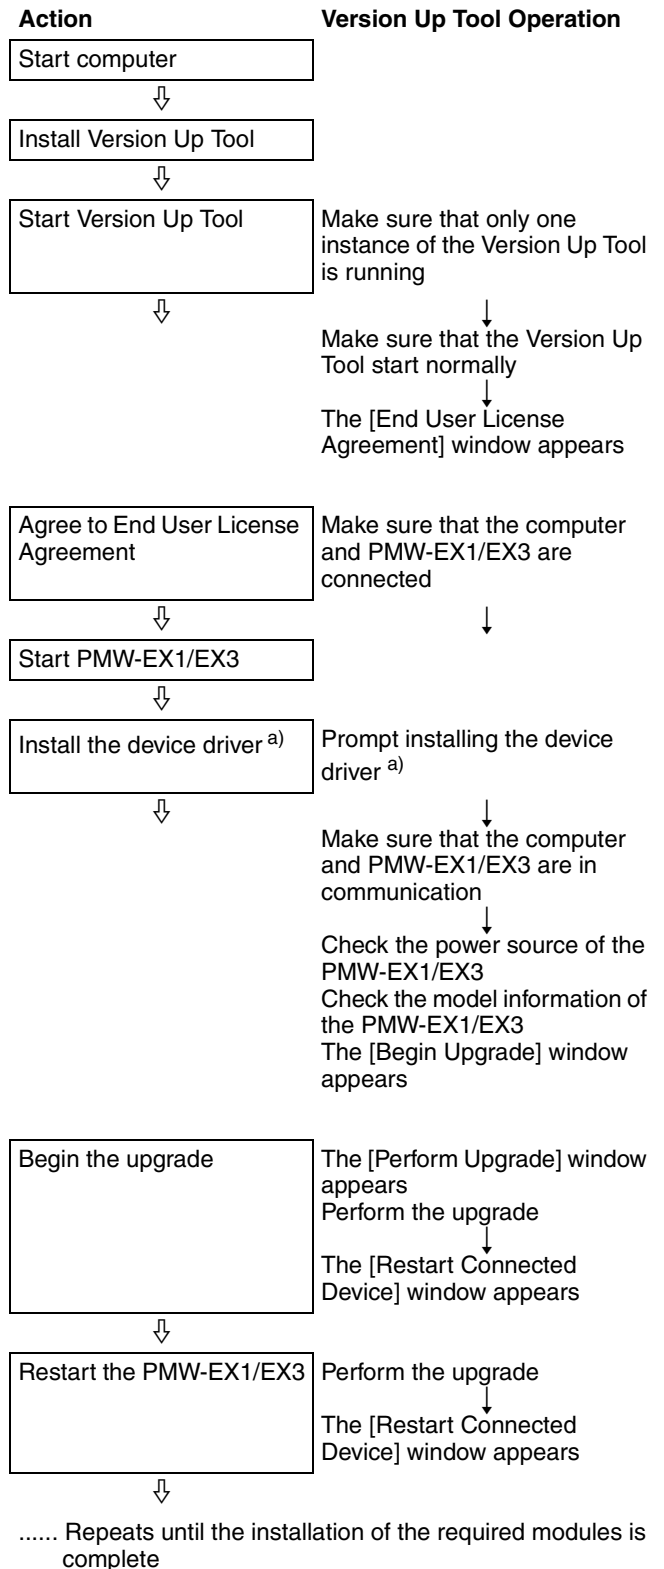 Action
Version Up Tool Operation
Start computer
Install Version Up Tool
Start Version Up Tool
Make sure that only one
instance of the Version Up Tool
is running
Make sure that the Version Up
Tool start normally
The [End User License
Agreement] window appears
Agree to End User License
Agreement
Make sure that the computer
and PMW-EX1/EX3 are
connected
Start PMW-EX1/EX3
Install the device driver a)
Prompt installing the device
driver a)
Make sure that the computer
and PMW-EX1/EX3 are in
communication
Check the power source of the
PMW-EX1/EX3
Check the model information of
the PMW-EX1/EX3
The [Begin Upgrade] window
appears
Begin the upgrade
The [Perform Upgrade] window
appears
Perform the upgrade
The [Restart Connected
Device] window appears
Restart the PMW-EX1/EX3
Perform the upgrade
The [Restart Connected
Device] window appears
...... Repeats until the installation of the required modules is
complete